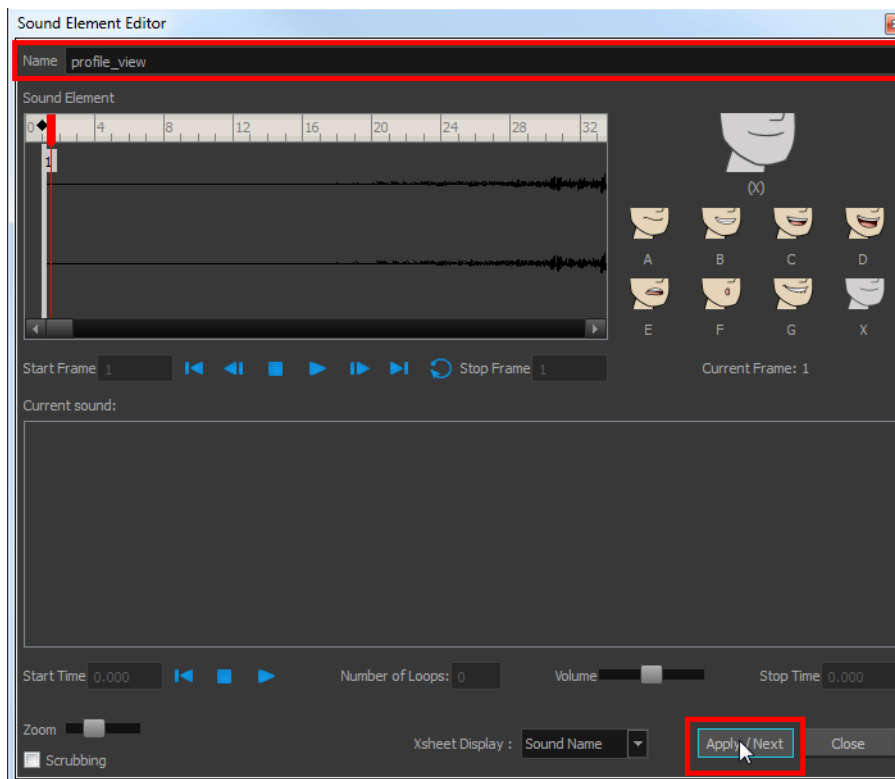 Sound Element Editor
Name profile_view
Sound Element
0 4 8 12 16 20 24 28 32
1
(X)
A B C D
E F G X
Start Frame 1 Stop Frame 1 Current Frame: 1
Current sound:
Start Time 0.000 Number of Loops: 0 Volume Stop Time 0.000
Zoom
Xsheet Display : Sound Name Apply / Next Close
Scrubbing